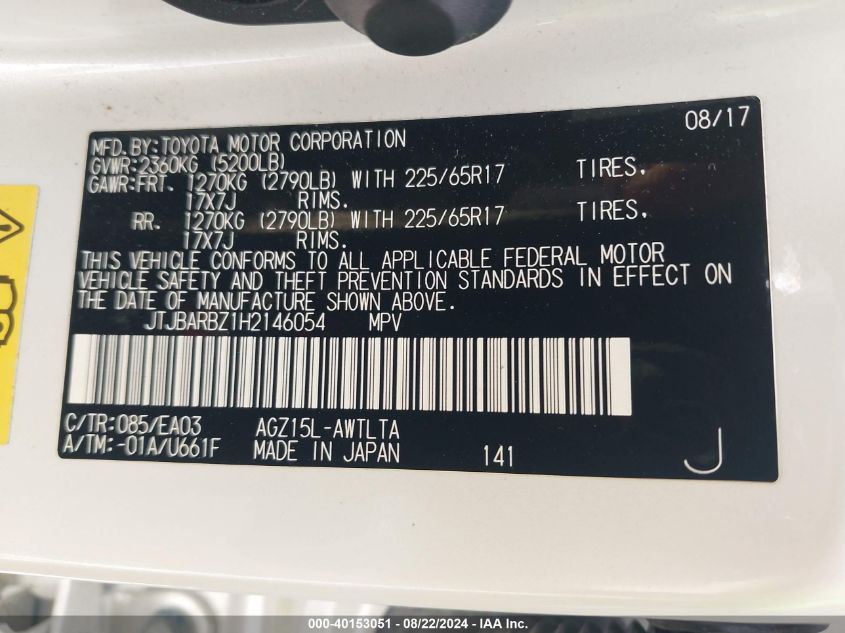 08/17
MFD. BY: TOYOTA MOTOR CORPORATION
GVWR: 2360KG (5200LB)
GAWR: FRT. 1270KG (2790LB) WITH 225/65R17 TIRES.
17X7J RIMS.
RR. 1270KG (2790LB) WITH 225/65R17 TIRES.
17X7J RIMS.
THIS VEHICLE CONFORMS TO ALL APPLICABLE FEDERAL MOTOR
VEHICLE SAFETY AND THEFT PREVENTION STANDARDS IN EFFECT ON
THE DATE OF MANUFACTURE SHOWN ABOVE.
JTJBARBZ1H2146054 MPV
C/TR: 085/EA03 AGZ15L-AWTLTA
A/TM: -01A/U661F MADE IN JAPAN 141 J
000-40153051 - 08/22/2024 - IAA Inc.